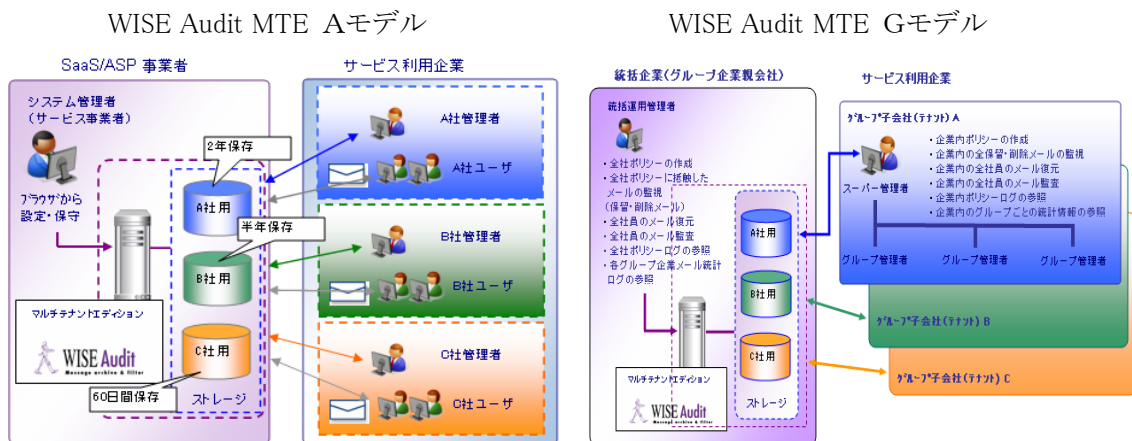 WISE Audit MTE Aモデル
SaaS/ASP 事業者
サービス利用企業
システム管理者
(サービス事業者)
ブラウザから
設定・保守
2年保存
A社用
半年保存
B社用
C社用
60日間保存
ストレージ
マルチテナントエディション
WISE Audit
Message archive & filter
A社管理者
A社ユーザ
B社管理者
B社ユーザ
C社管理者
C社ユーザ
WISE Audit MTE Gモデル
統括企業(グループ企業親会社)
サービス利用企業
統括運用管理者
・全社ポリシーの作成
・全社ポリシーに抵触した
メールの監視
(保留・削除メール)
・全社員のメール復元
・全社員のメール監査
・全社ポリシーログの参照
・各グループ企業メール統計
ログの参照
A社用
B社用
C社用
ストレージ
マルチテナントエディション
WISE Audit
Message archive & filter
グループ子会社(テナント) A
・企業内ポリシーの作成
・企業内の全保留・削除メールの監視
・企業内の全社員のメール復元
・企業内の全社員のメール監査
・企業内ポリシーログの参照
・企業内のグループごとの統計情報の参照
スーパー管理者
グループ管理者
グループ管理者
グループ管理者
グループ子会社(テナント) B
グループ子会社(テナント) C